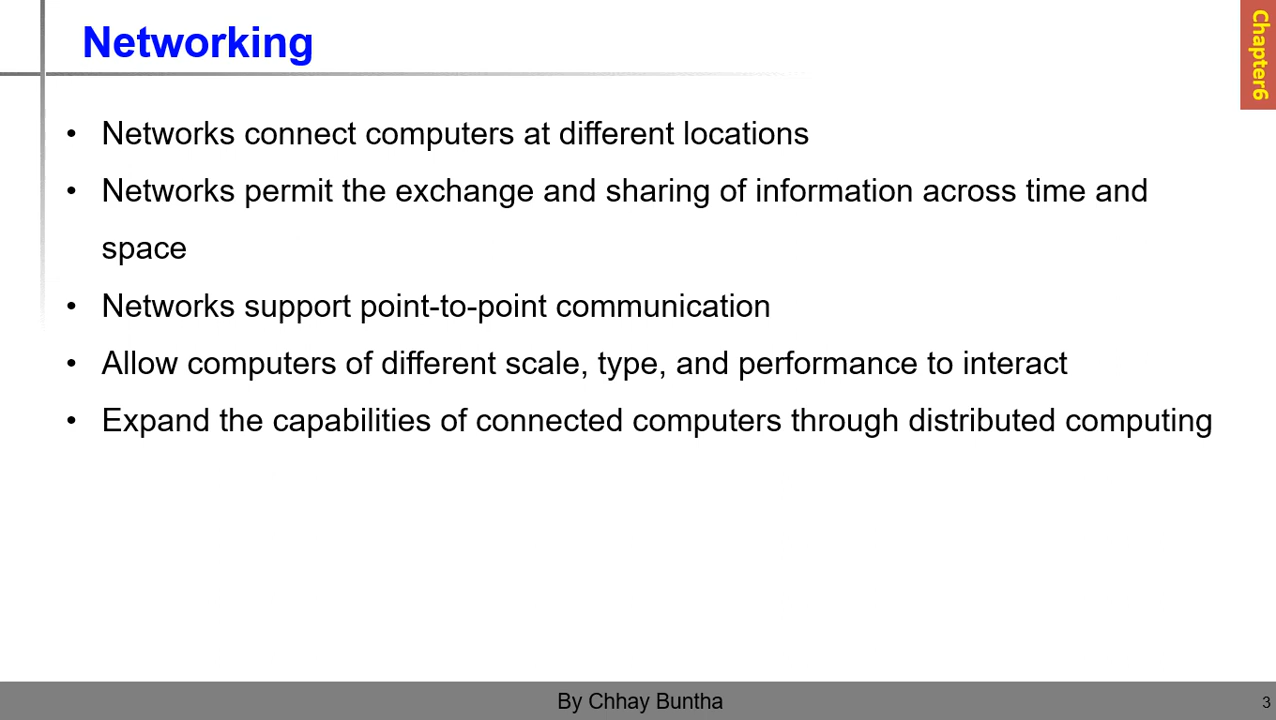 Networking
Chapter6
• Networks connect computers at different locations
• Networks permit the exchange and sharing of information across time and
space
• Networks support point-to-point communication
• Allow computers of different scale, type, and performance to interact
• Expand the capabilities of connected computers through distributed computing
By Chhay Buntha
3